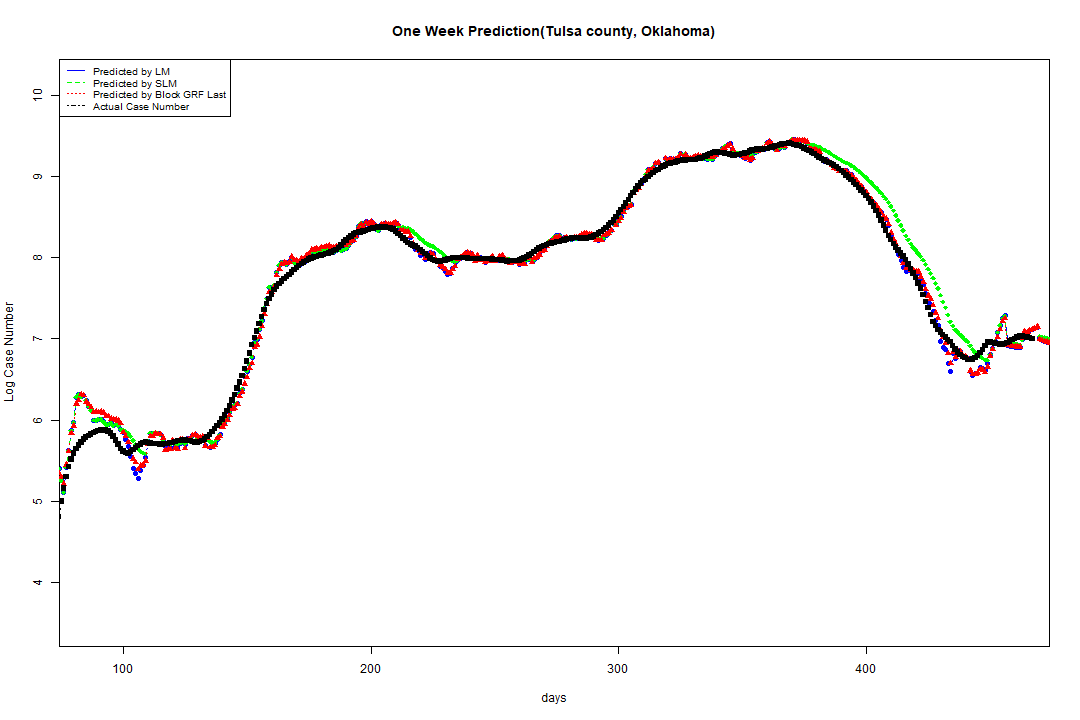 One Week Prediction(Tulsa county, Oklahoma)
Predicted by LM
Predicted by SLM
Predicted by Block GRF Last
Actual Case Number
10
9
8
7
6
5
4
Log Case Number
100 200 300 400
days